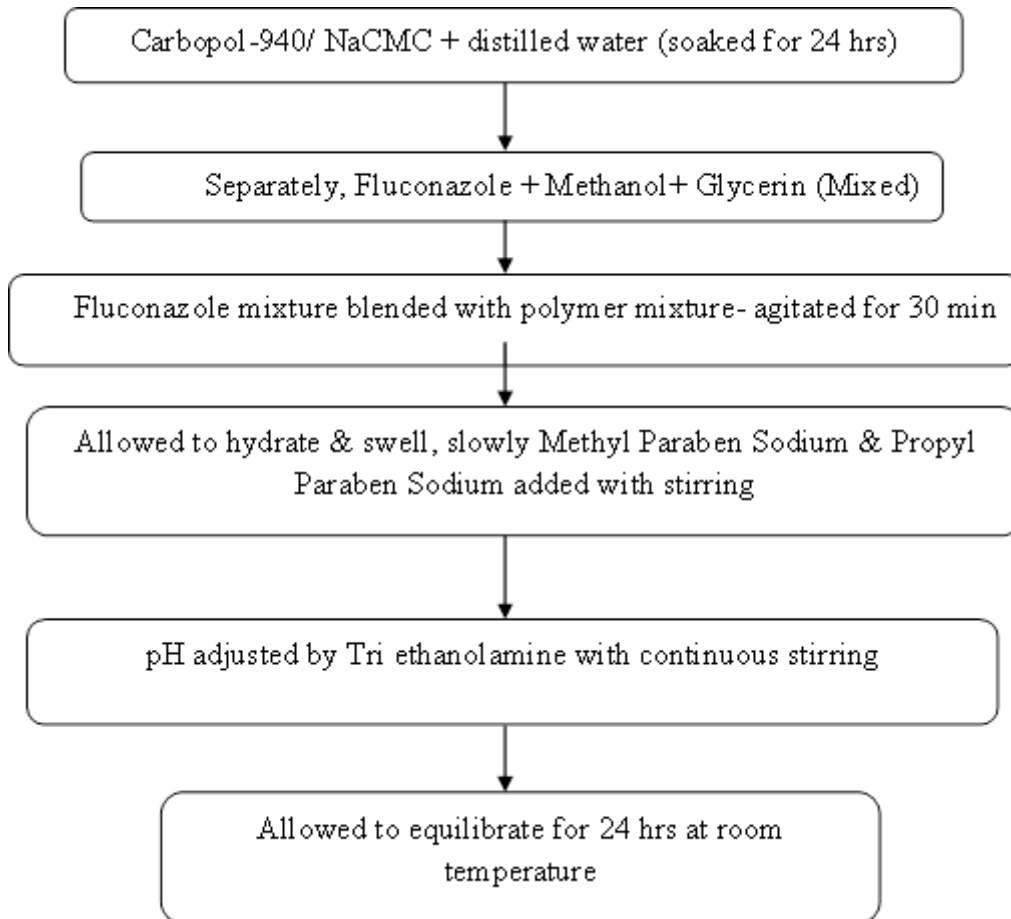 Carbopol-940/ NaCMC + distilled water (soaked for 24 hrs)
Separately, Fluconazole + Methanol+ Glycerin (Mixed)
Fluconazole mixture blended with polymer mixture- agitated for 30 min
Allowed to hydrate & swell, slowly Methyl Paraben Sodium & Propyl
Paraben Sodium added with stirring
pH adjusted by Tri ethanolamine with continuous stirring
Allowed to equilibrate for 24 hrs at room
temperature